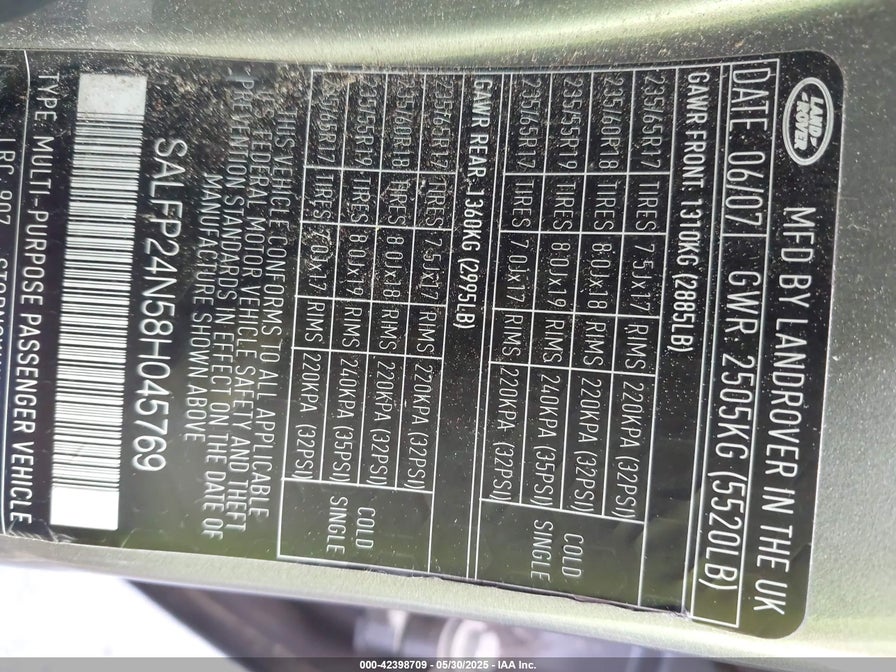 LAND ROVER
MFD BY LANDROVER IN THE UK
DATE 06/07 GWR 2505KG (5520LB)
GAWR FRONT: 1310KG (2885LB)
235/65R17 TIRES 7.5JX17 RIMS 220KPA (32PSI)
235/60R18 TIRES 8.0JX18 RIMS 220KPA (32PSI) COLD
235/55R19 TIRES 8.0JX19 RIMS 240KPA (35PSI) SINGLE
235/65R17 TIRES 7.0JX17 RIMS 220KPA (32PSI)
GAWR REAR: 1360KG (2995LB)
235/65R17 TIRES 7.5JX17 RIMS 220KPA (32PSI)
235/60R18 TIRES 8.0JX18 RIMS 220KPA (32PSI) COLD
235/55R19 TIRES 8.0JX19 RIMS 240KPA (35PSI) SINGLE
235/65R17 TIRES 7.0JX17 RIMS 220KPA (32PSI)
THIS VEHICLE CONFORMS TO ALL APPLICABLE
FEDERAL MOTOR VEHICLE SAFETY AND THEFT
PREVENTION STANDARDS IN EFFECT ON THE DATE OF
MANUFACTURE SHOWN ABOVE
SALFP24N58H045769
TYPE: MULTI-PURPOSE PASSENGER VEHICLE
LRC 907
000-42398709 - 05/30/2025 - IAA Inc.